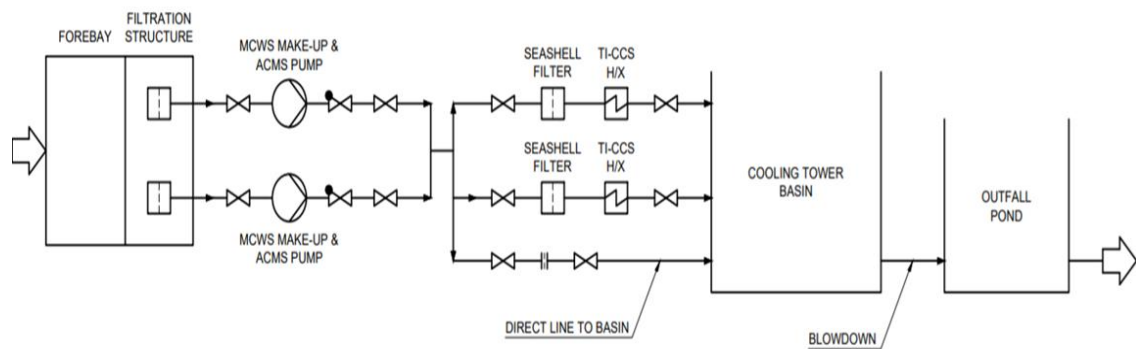 FOREBAY
FILTRATION
STRUCTURE
MCWS MAKE-UP &
ACMS PUMP
SEASHELL
FILTER
TI-CCS
H/X
SEASHELL
FILTER
TI-CCS
H/X
MCWS MAKE-UP &
ACMS PUMP
COOLING TOWER
BASIN
OUTFALL
POND
DIRECT LINE TO BASIN
BLOWDOWN